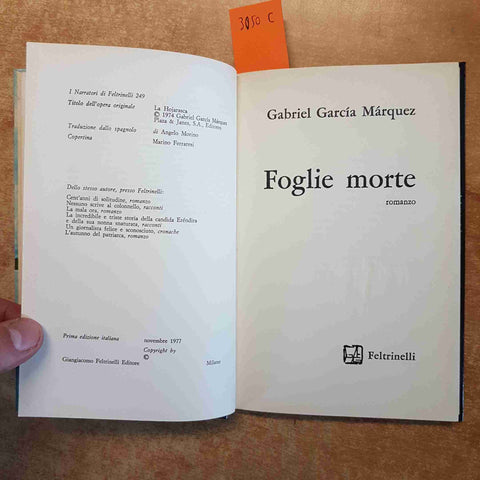 3050 C
I Narratori di Feltrinelli 249
Titolo dell'opera originale
La Hojarasca
© 1974 Gabriel García Márquez
Plaza & Janes, S.A., Editores
Traduzione dallo spagnolo
di Angelo Morino
Copertina
Marino Ferraresi
Dello stesso autore, presso Feltrinelli:
Cent'anni di solitudine, romanzo
Nessuno scrive al colonnello, racconti
La mala ora, romanzo
La incredibile e triste storia della candida Eréndira
e della sua nonna snaturata, racconti
Un giornalista felice e sconosciuto, cronache
L'autunno del patriarca, romanzo
Prima edizione italiana
novembre 1977
Copyright by
©
Giangiacomo Feltrinelli Editore
Milano
Gabriel García Márquez
Foglie morte
romanzo
Feltrinelli